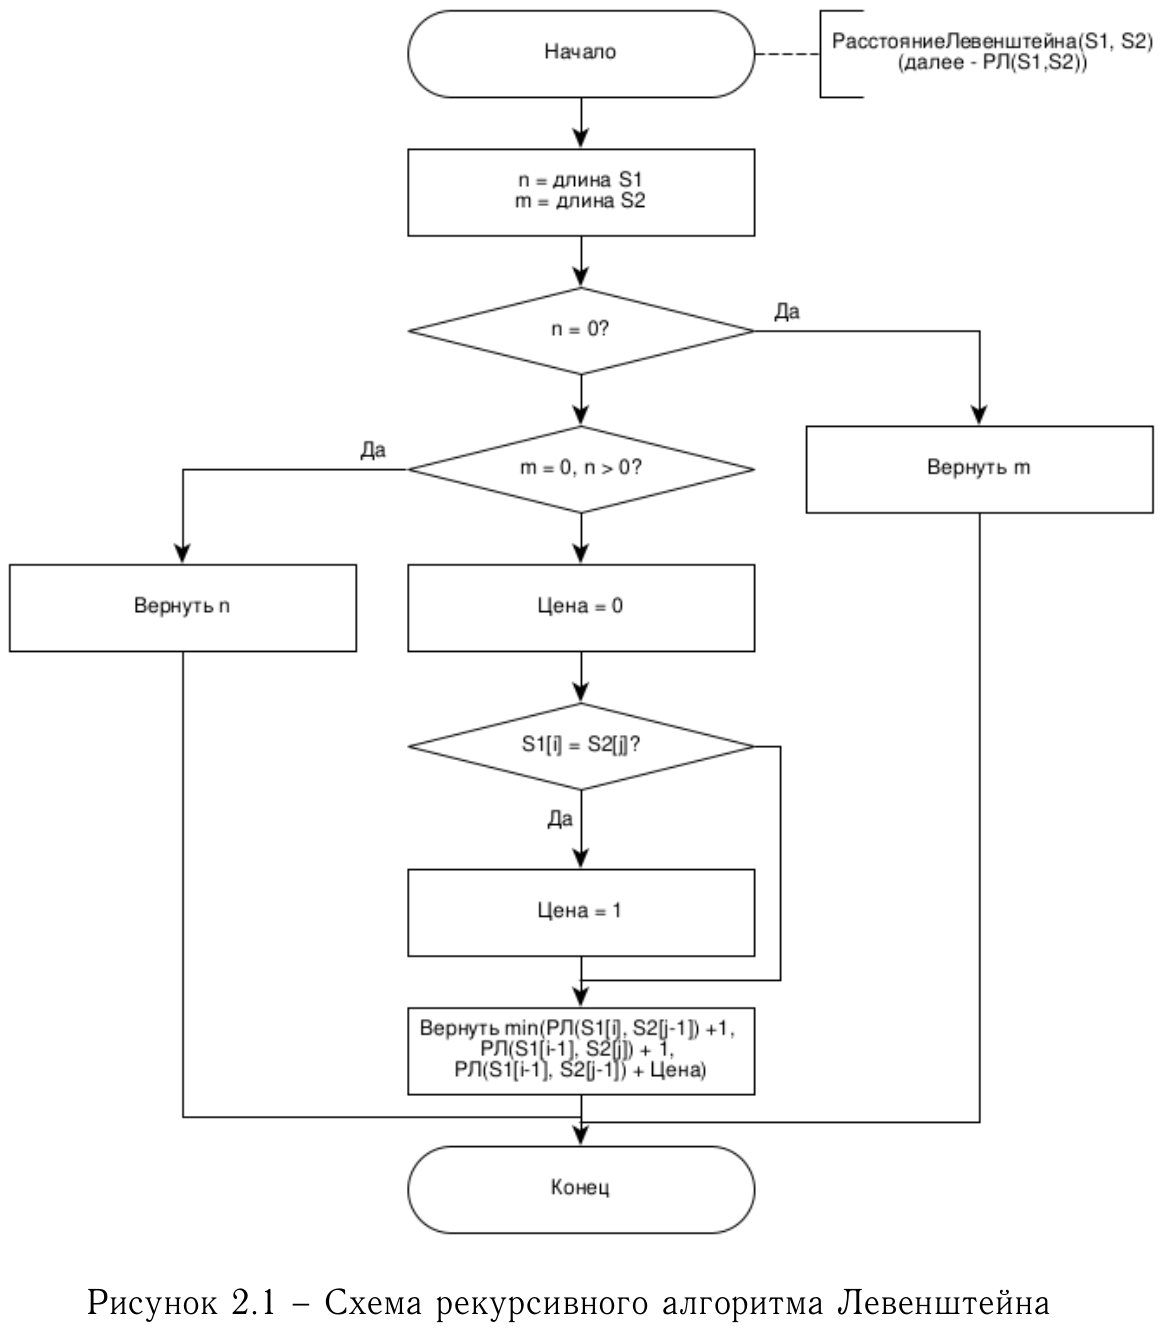 Начало
РасстояниеЛевенштейна(S1, S2)
(далее - РЛ(S1,S2))
n = длина S1
m = длина S2
n = 0?
Да
m = 0, n > 0?
Да
Вернуть m
Вернуть n
Цена = 0
S1[i] = S2[j]?
Да
Цена = 1
Вернуть min(РЛ(S1[i], S2[j-1]) +1,
РЛ(S1[i-1], S2[j]) + 1,
РЛ(S1[i-1], S2[j-1]) + Цена)
Конец
Рисунок 2.1 – Схема рекурсивного алгоритма Левенштейна